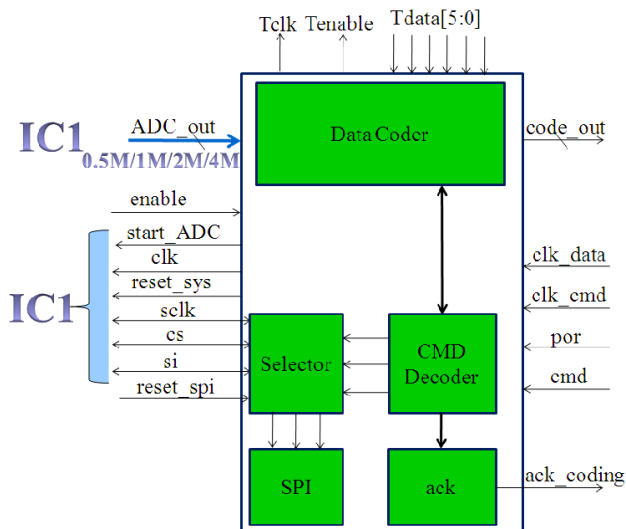 Tclk Tenable Tdata[5:0]
IC1 ADC_out
0.5M/1M/2M/4M
Data Coder
code_out
enable
start_ADC
clk
reset_sys
IC1
sclk
cs
si
reset_spi
clk_data
clk_cmd
por
cmd
Selector
CMD
Decoder
SPI
ack
ack_coding